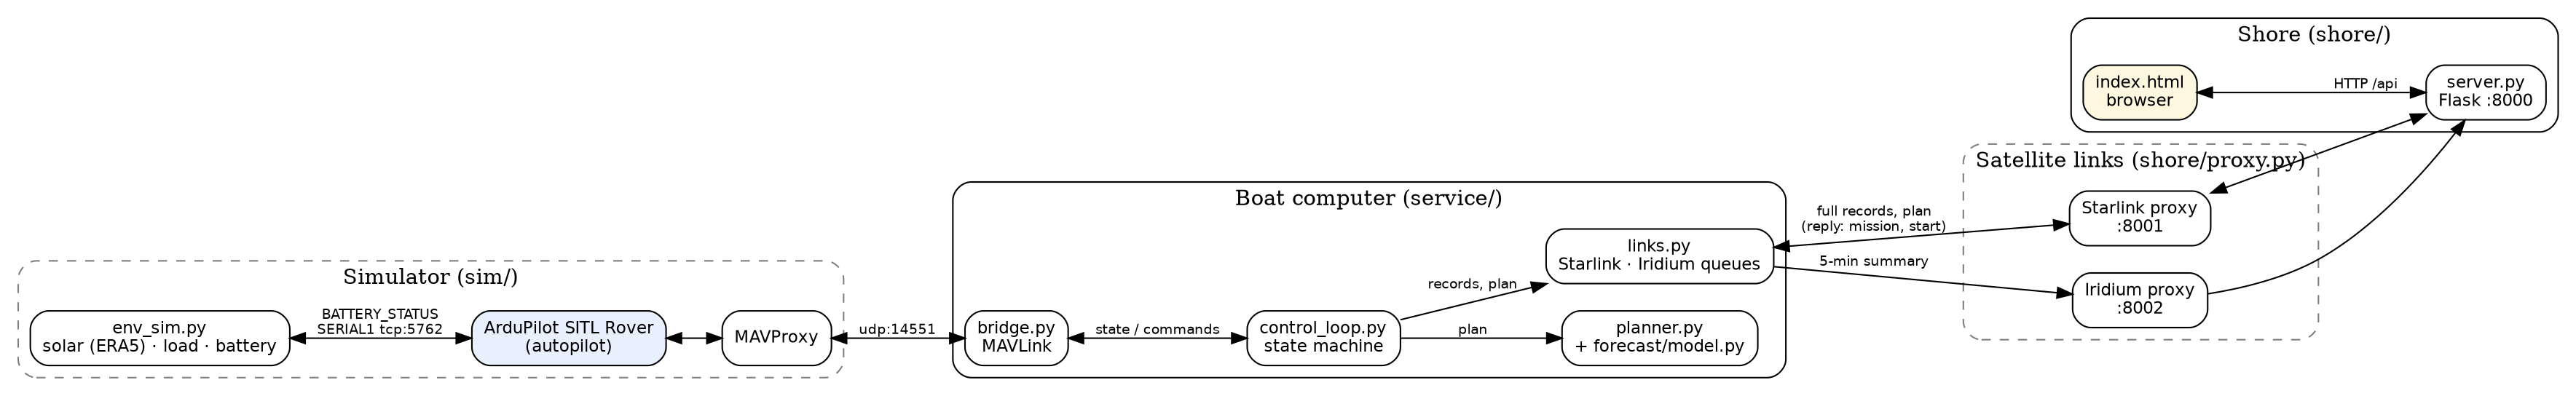 Shore (shore/)
index.html
browser
HTTP /api
server.py
Flask :8000
Satellite links (shore/proxy.py)
Starlink proxy
:8001
Iridium proxy
:8002
Boat computer (service/)
links.py
Starlink · Iridium queues
full records, plan
(reply: mission, start)
5-min summary
records, plan
bridge.py
MAVLink
state / commands
control_loop.py
state machine
plan
planner.py
+ forecast/model.py
Simulator (sim/)
env_sim.py
solar (ERA5) · load · battery
BATTERY_STATUS
SERIAL1 tcp:5762
ArduPilot SITL Rover
(autopilot)
MAVProxy
udp:14551